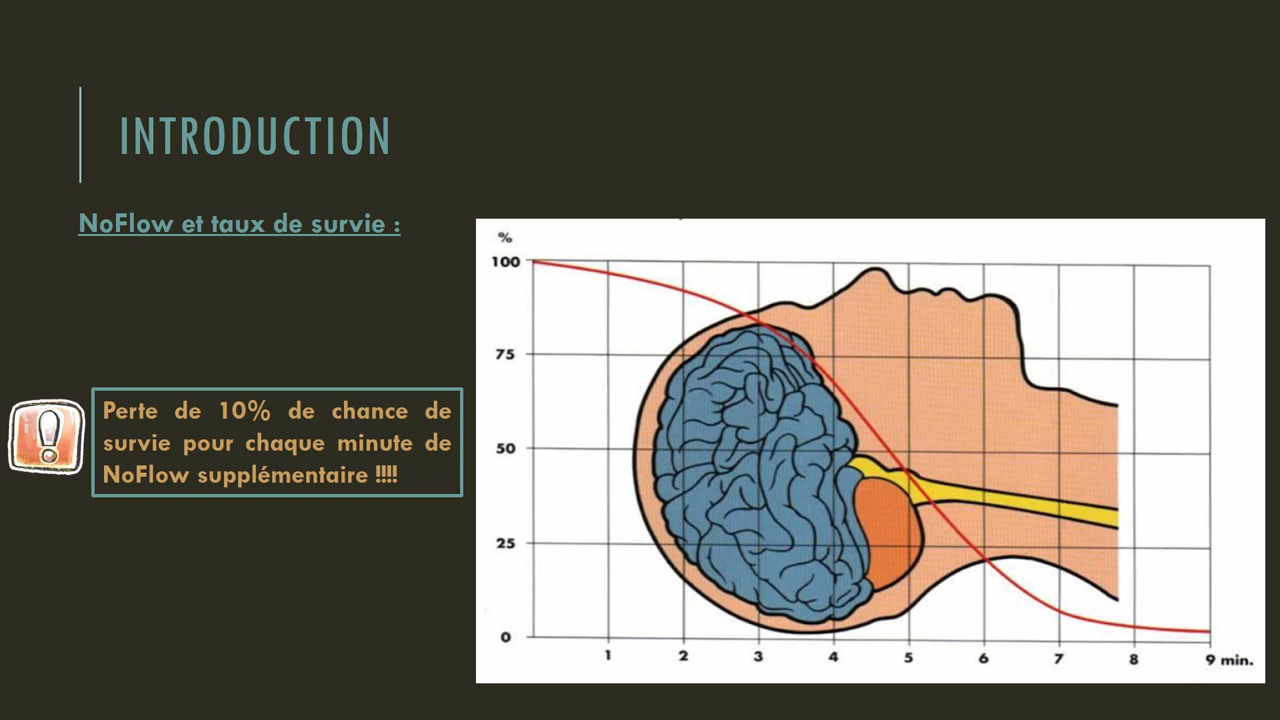 INTRODUCTION
NoFlow et taux de survie :
Perte de 10% de chance de
survie pour chaque minute de
NoFlow supplémentaire !!!!
%
100
75
50
25
0
1 2 3 4 5 6 7 8 9 min.